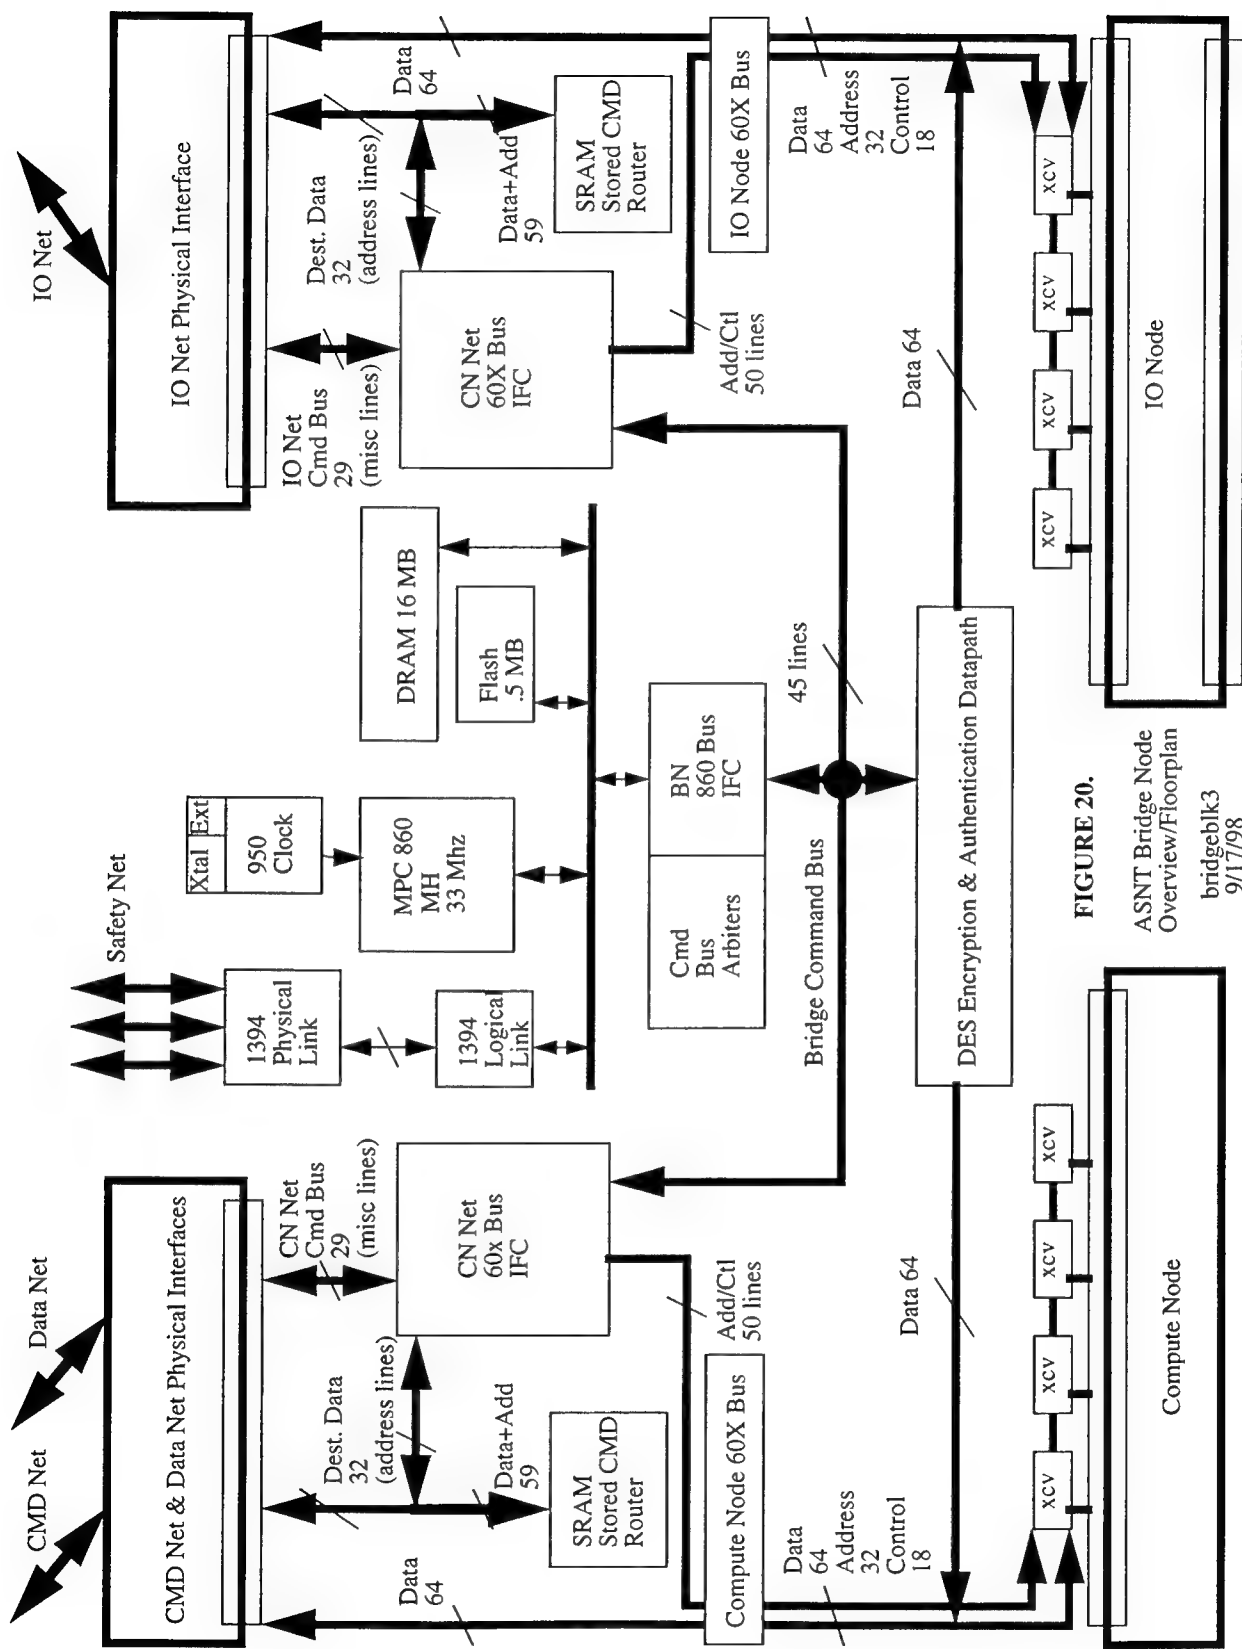 CMD Net
Data Net
Safety Net
IO Net
CMD Net & Data Net Physical Interfaces
IO Net Physical Interface
1394
Physical
Link
Xtal
Ext
950
Clock
Data
64
Dest. Data
32
(address lines)
CN Net
Cmd Bus
29
(misc lines)
1394
Logical
Link
MPC 860
MH
33 Mhz
DRAM 16 MB
Flash
.5 MB
IO Net
Cmd Bus
29
(misc lines)
Dest. Data
32
(address lines)
Data
64
Data+Add
59
CN Net
60x Bus
IFC
CN Net
60X Bus
IFC
Data+Add
59
SRAM
Stored CMD
Router
SRAM
Stored CMD
Router
Cmd
Bus
Arbiters
BN
860 Bus
IFC
Add/Ctl
50 lines
Add/Ctl
50 lines
Compute Node 60X Bus
IO Node 60X Bus
Bridge Command Bus
45 lines
Data
64
Address
32
Control
18
Data
64
Address
32
Control
18
Data 64
DES Encryption & Authentication Datapath
Data 64
xcv
xcv
xcv
xcv
xcv
xcv
xcv
xcv
Compute Node
IO Node
FIGURE 20.
ASNT Bridge Node
Overview/Floorplan
bridgeblk3
9/17/98